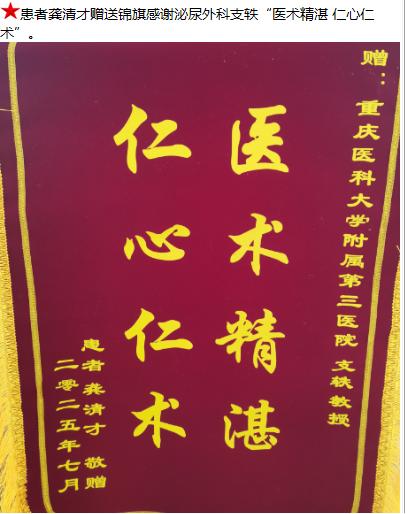 ★患者龚清才赠送锦旗感谢泌尿外科支轶“医术精湛 仁心仁
术”。
赠：
重庆医科大学附属第三医院 支轶教授
医术精湛
仁心仁术
患者 龚清才 敬赠
二零二五年七月